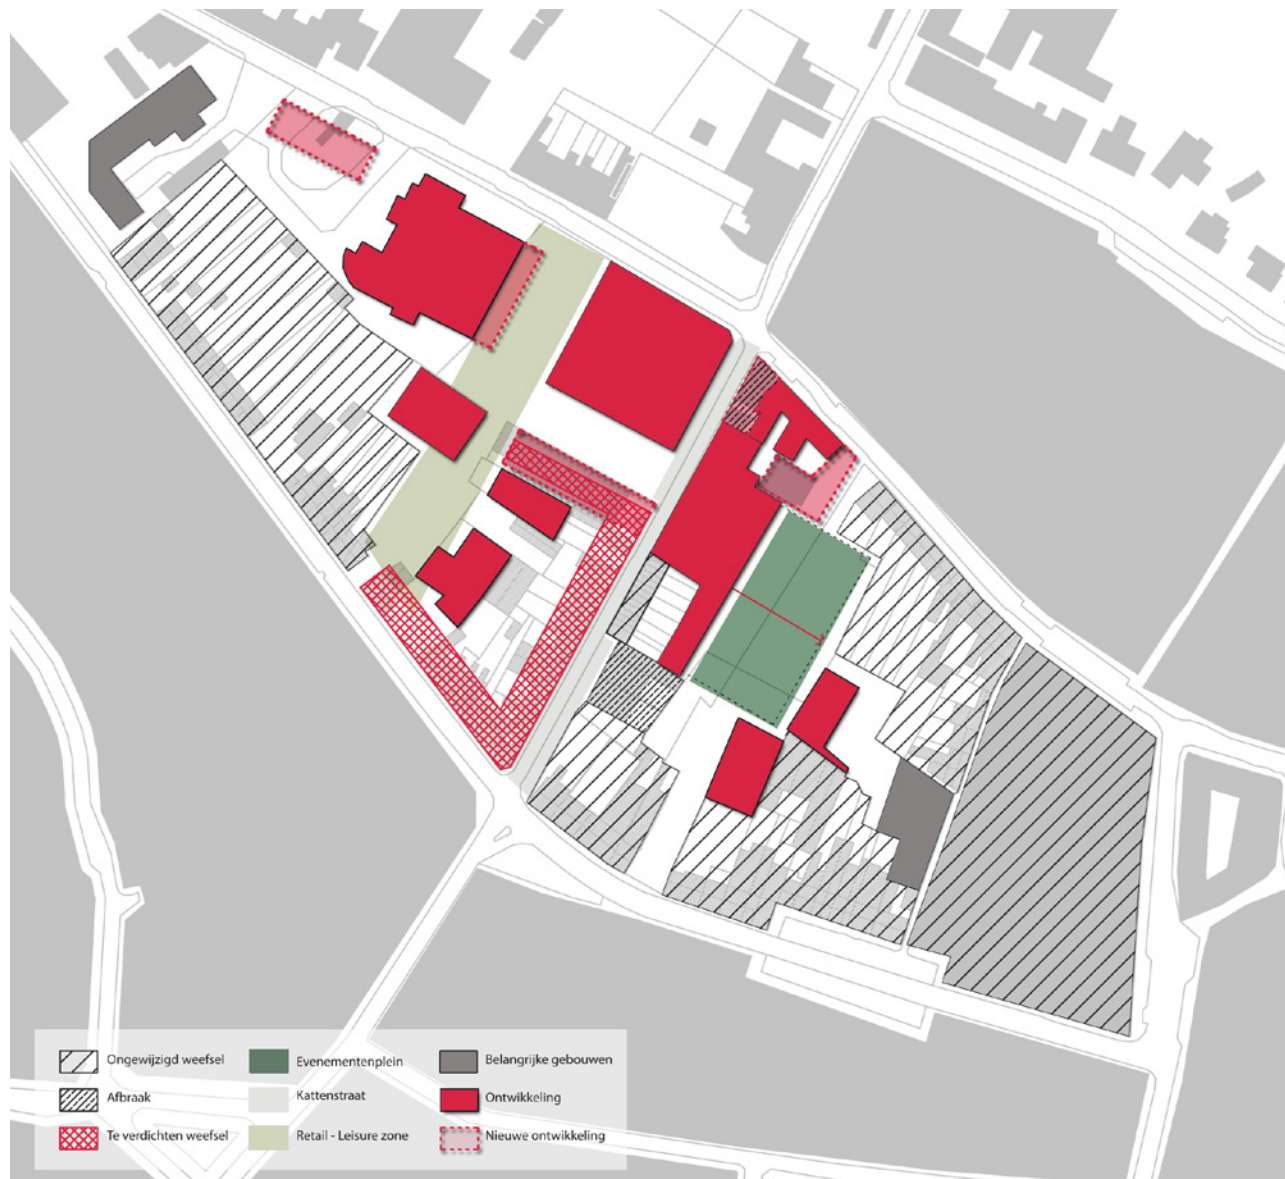 Ongewijzigd weefsel
Afbraak
Te verdichten weefsel
Evenementenplein
Kattenstraat
Retail - Leisure zone
Belangrijke gebouwen
Ontwikkeling
Nieuwe ontwikkeling